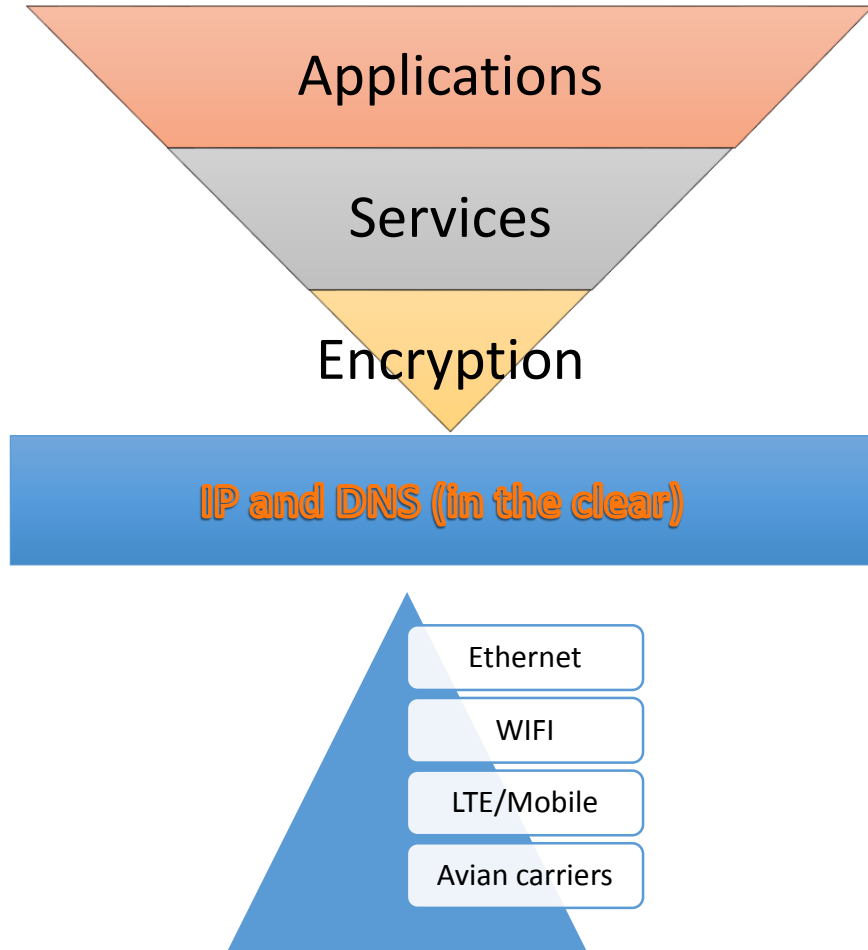 Applications
Services
Encryption
IP and DNS (in the clear)
Ethernet
WIFI
LTE/Mobile
Avian carriers